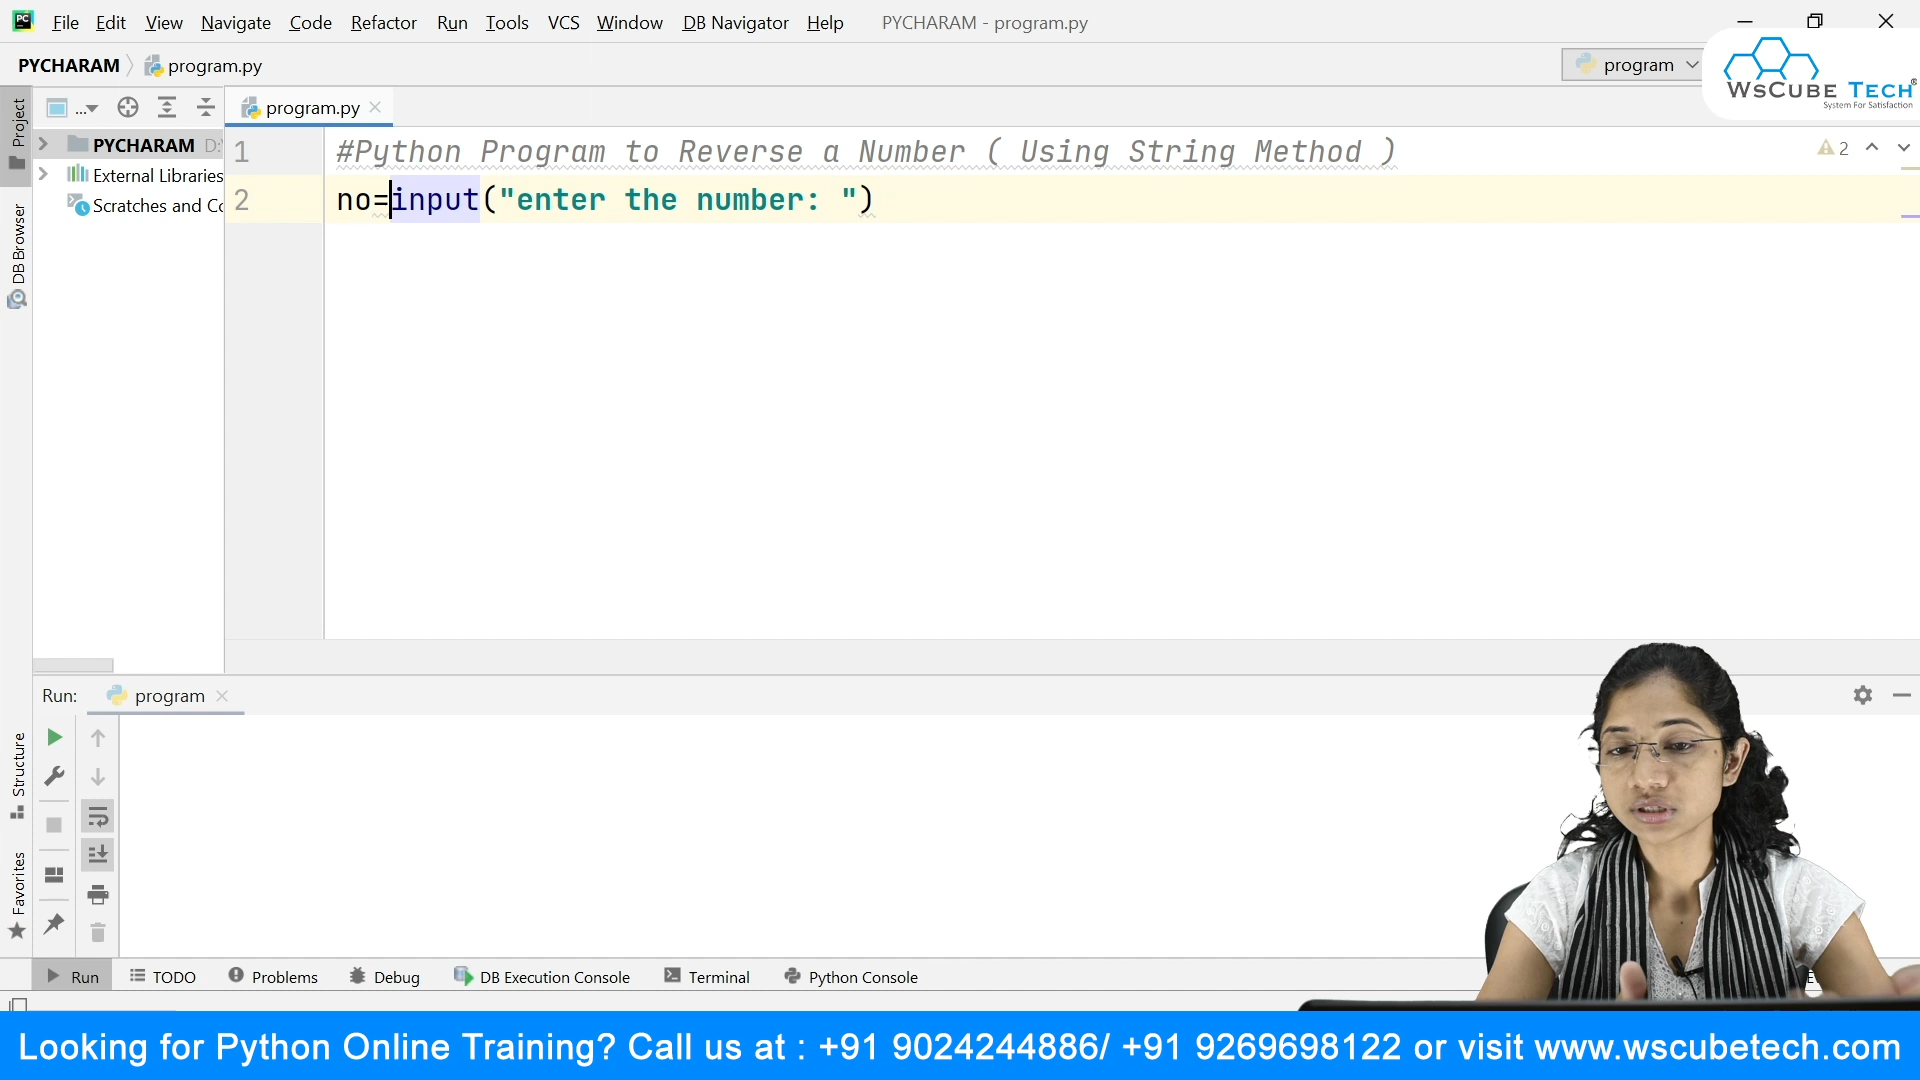 File Edit View Navigate Code Refactor Run Tools VCS Window DB Navigator Help PYCHARAM - program.py
PYCHARAM program.py
program
WsCube Tech®
System For Satisfaction
Project
...
program.py
PYCHARAM D:\
External Libraries
Scratches and Co
1 #Python Program to Reverse a Number ( Using String Method )
2 no=input("enter the number: ")
2
DB Browser
Run: program
Structure
Favorites
Run TODO Problems Debug DB Execution Console Terminal Python Console
Looking for Python Online Training? Call us at : +91 9024244886/ +91 9269698122 or visit www.wscubetech.com